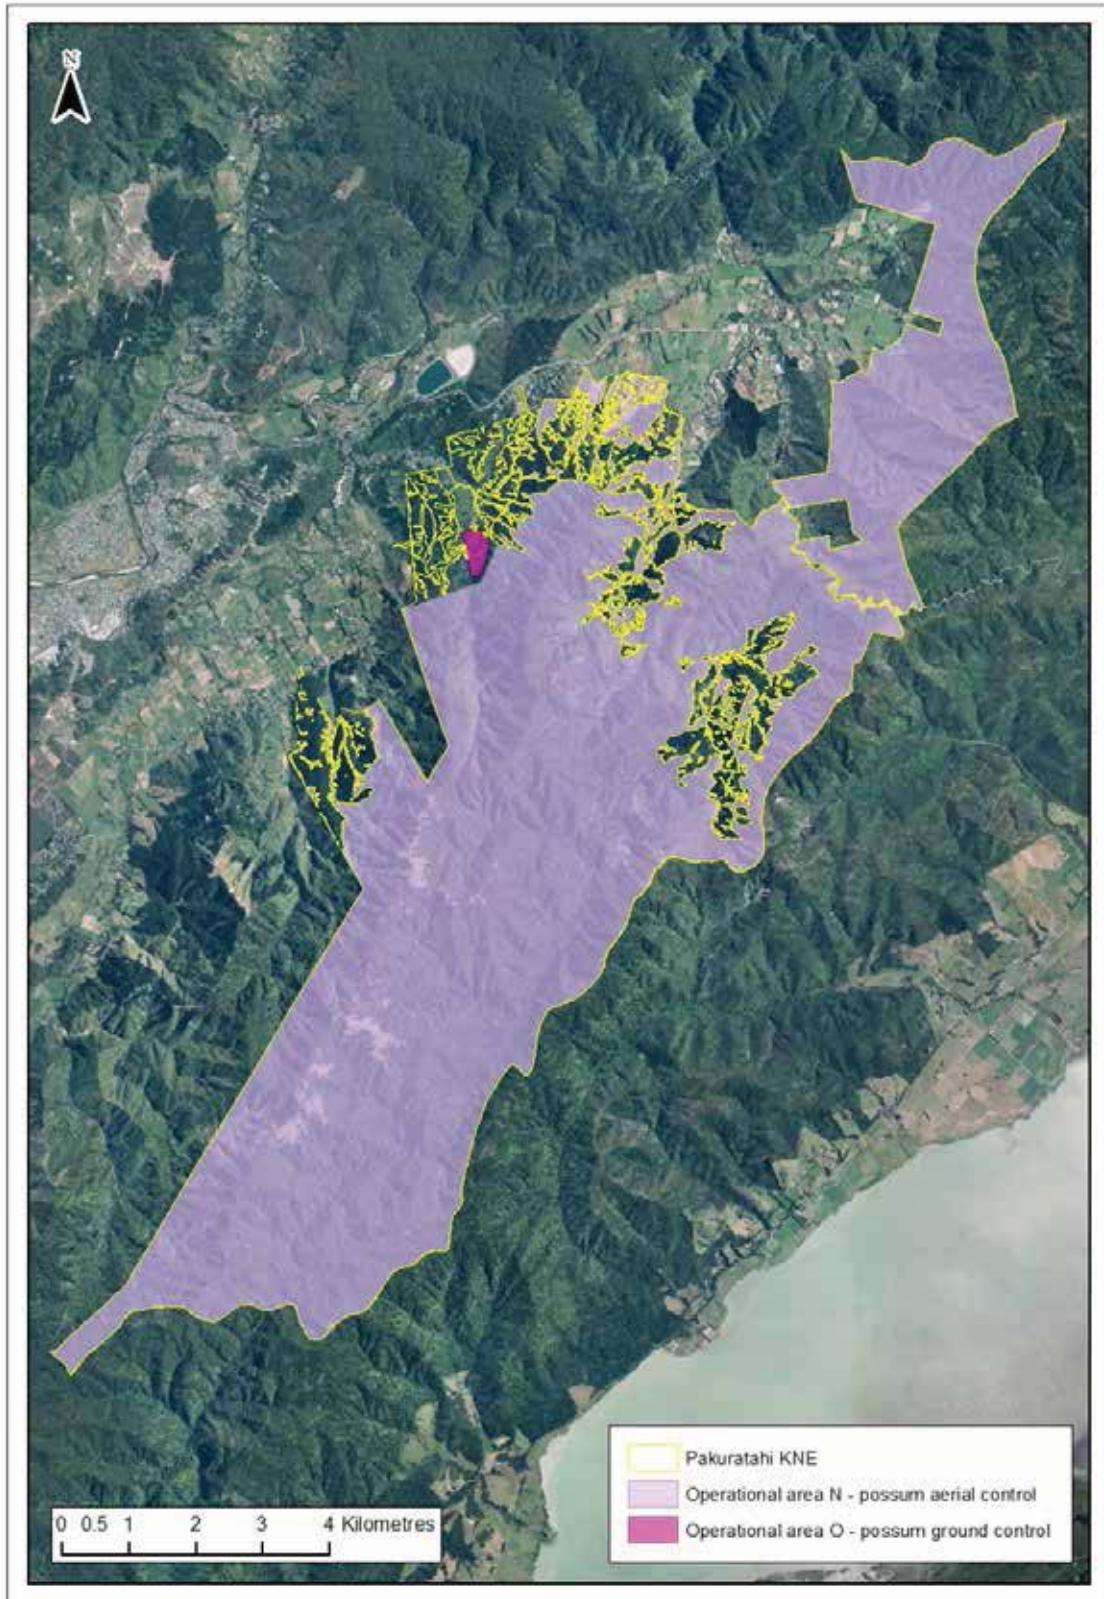 N
Pakuratahi KNE
Operational area N - possum aerial control
Operational area O - possum ground control
0 0.5 1 2 3 4 Kilometres